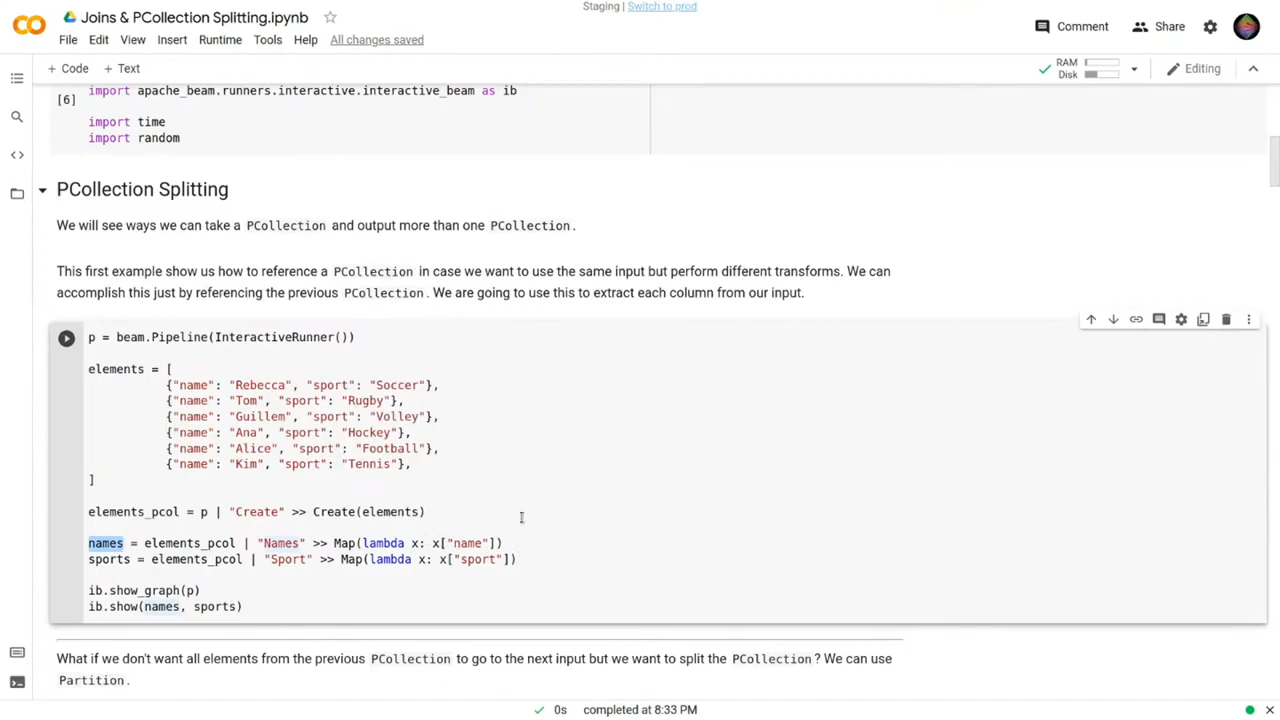 Staging | Switch to prod
Joins & PCollection Splitting.ipynb
File Edit View Insert Runtime Tools Help All changes saved
Comment Share
+ Code + Text
RAM
Disk
Editing
[6]
import apache_beam.runners.interactive.interactive_beam as ib
import time
import random
PCollection Splitting
We will see ways we can take a PCollection and output more than one PCollection.
This first example show us how to reference a PCollection in case we want to use the same input but perform different transforms. We can
accomplish this just by referencing the previous PCollection. We are going to use this to extract each column from our input.
p = beam.Pipeline(InteractiveRunner())
elements = [
{"name": "Rebecca", "sport": "Soccer"},
{"name": "Tom", "sport": "Rugby"},
{"name": "Guillem", "sport": "Volley"},
{"name": "Ana", "sport": "Hockey"},
{"name": "Alice", "sport": "Football"},
{"name": "Kim", "sport": "Tennis"},
]
elements_pcol = p | "Create" >> Create(elements)
names = elements_pcol | "Names" >> Map(lambda x: x["name"])
sports = elements_pcol | "Sport" >> Map(lambda x: x["sport"])
ib.show_graph(p)
ib.show(names, sports)
What if we don't want all elements from the previous PCollection to go to the next input but we want to split the PCollection? We can use
Partition.
0s completed at 8:33 PM